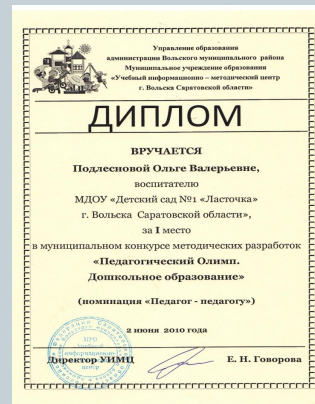 Управление образования
администрации Вольского муниципального района
Муниципальное учреждение образования
«Учебный информационно – методический центр
г. Вольска Саратовской области»
ДИПЛОМ
ВРУЧАЕТСЯ
Подлесновой Ольге Валерьевне,
воспитателю
МДОУ «Детский сад №1 «Ласточка»
г. Вольска Саратовской области»,
за I место
в муниципальном конкурсе методических разработок
«Педагогический Олимп.
Дошкольное образование»
(номинация «Педагог - педагогу»)
2 июня 2010 года
Директор УИМЦ Е. Н. Говорова